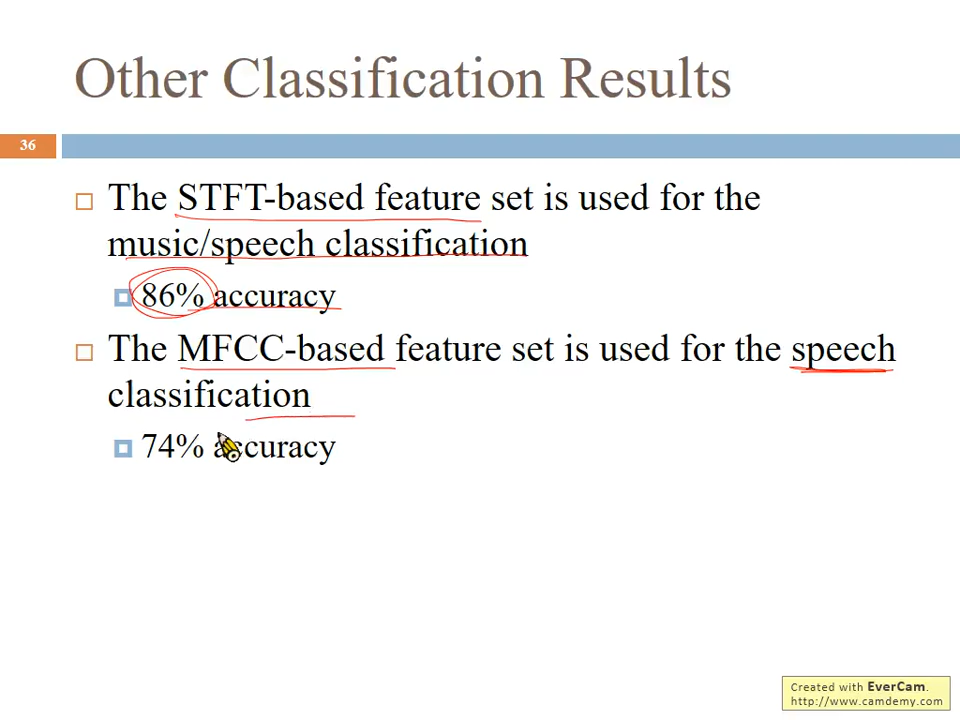 Other Classification Results
36
The STFT-based feature set is used for the
music/speech classification
86% accuracy
The MFCC-based feature set is used for the speech
classification
74% accuracy
Created with EverCam.
http://www.camdemy.com